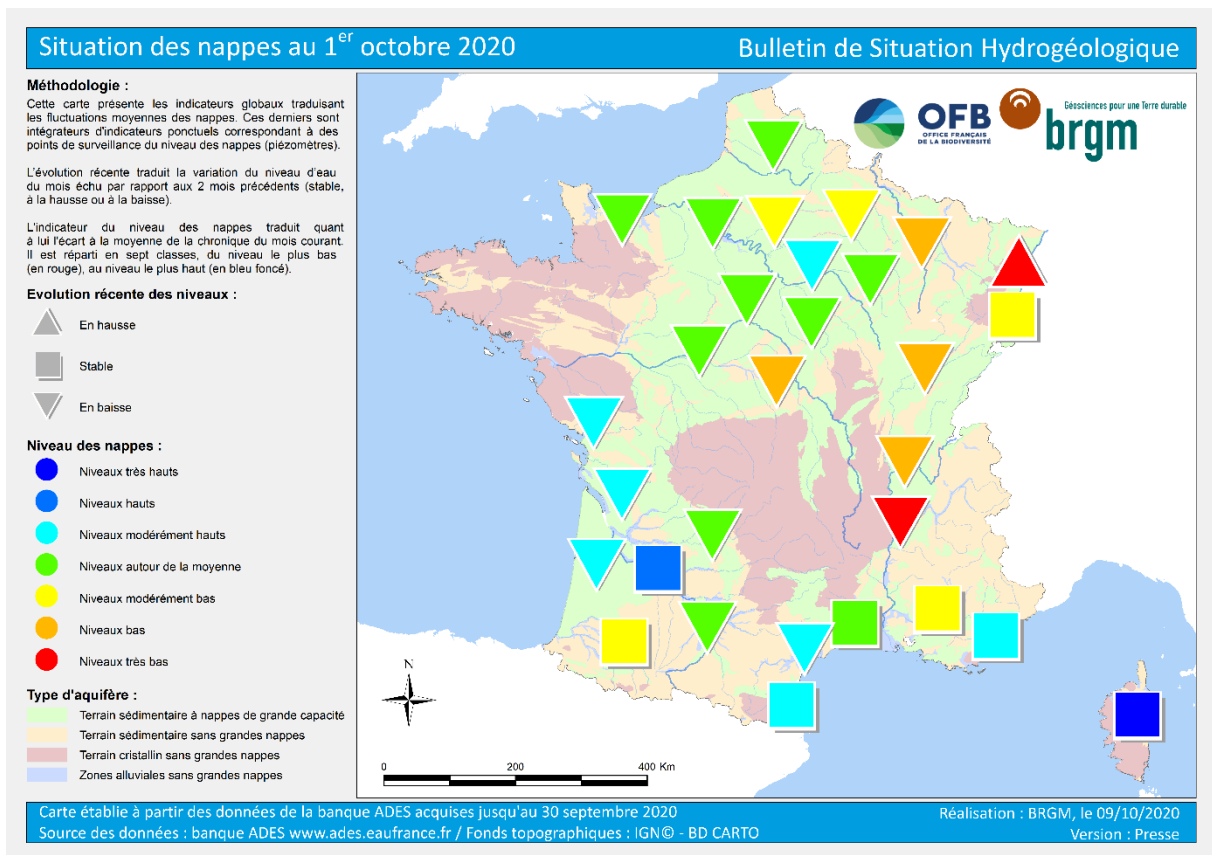 Situation des nappes au 1er octobre 2020
Bulletin de Situation Hydrogéologique
Méthodologie :
Cette carte présente les indicateurs globaux traduisant
les fluctuations moyennes des nappes. Ces derniers sont
intégrateurs d'indicateurs ponctuels correspondant à des
points de surveillance du niveau des nappes (piézomètres).
L'évolution récente traduit la variation du niveau d'eau
du mois échu par rapport aux 2 mois précédents (stable,
à la hausse ou à la baisse).
L'indicateur du niveau des nappes traduit quant
à lui l'écart à la moyenne de la chronique du mois courant.
Il est réparti en sept classes, du niveau le plus bas
(en rouge), au niveau le plus haut (en bleu foncé).
Evolution récente des niveaux :
En hausse
Stable
En baisse
Niveau des nappes :
Niveaux très hauts
Niveaux hauts
Niveaux modérément hauts
Niveaux autour de la moyenne
Niveaux modérément bas
Niveaux bas
Niveaux très bas
Type d'aquifère :
Terrain sédimentaire à nappes de grande capacité
Terrain sédimentaire sans grandes nappes
Terrain cristallin sans grandes nappes
Zones alluviales sans grandes nappes
OFB
OFFICE FRANÇAIS
DE LA BIODIVERSITÉ
Géosciences pour une Terre durable
brgm
N
0 200 400 Km
Carte établie à partir des données de la banque ADES acquises jusqu'au 30 septembre 2020
Source des données : banque ADES www.ades.eaufrance.fr / Fonds topographiques : IGN© - BD CARTO
Réalisation : BRGM, le 09/10/2020
Version : Presse